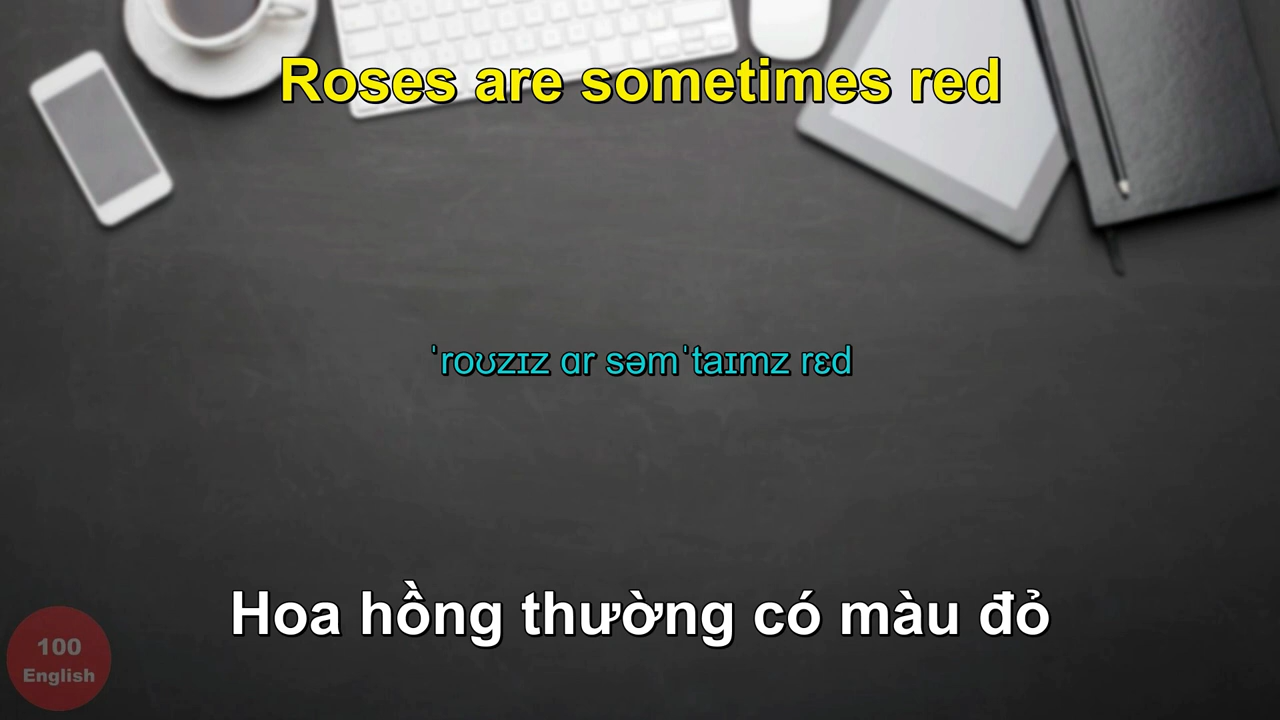 Roses are sometimes red
ˈroʊzɪz ɑr səmˈtaɪmz rɛd
Hoa hồng thường có màu đỏ
100
English